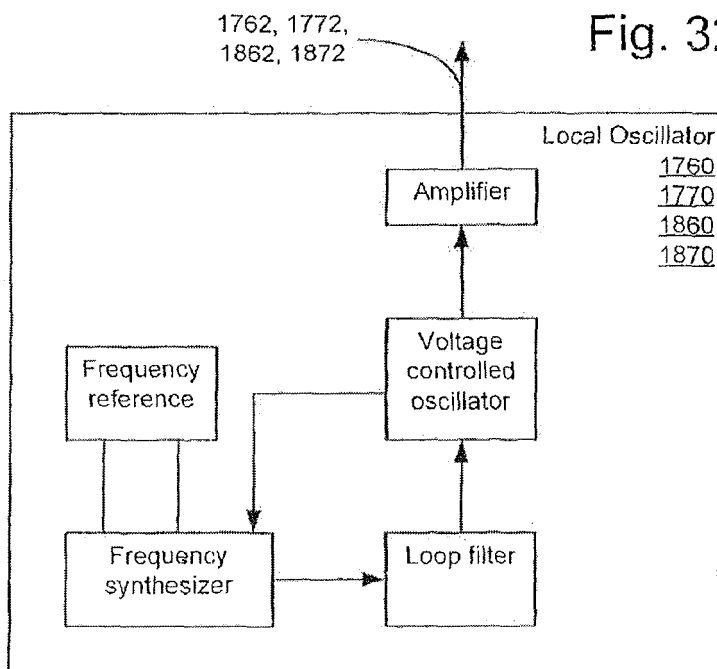 1762, 1772,
1862, 1872
Fig. 32
Local Oscillator
1760
1770
1860
1870
Amplifier
Voltage
controlled
oscillator
Frequency
reference
Frequency
synthesizer
Loop filter